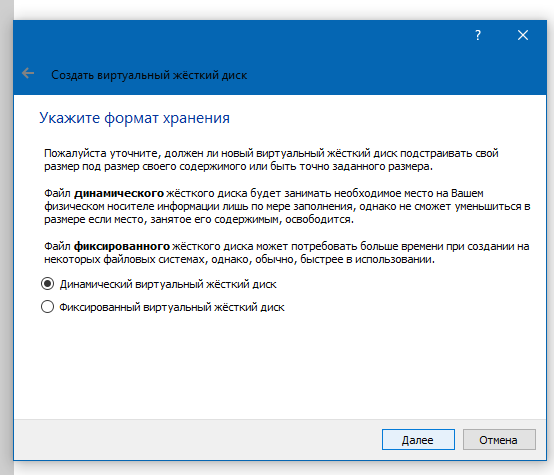 ?
Создать виртуальный жёсткий диск
Укажите формат хранения
Пожалуйста уточните, должен ли новый виртуальный жёсткий диск подстраивать свой
размер под размер своего содержимого или быть точно заданного размера.
Файл динамического жёсткого диска будет занимать необходимое место на Вашем
физическом носителе информации лишь по мере заполнения, однако не сможет уменьшиться в
размере если место, занятое его содержимым, освободится.
Файл фиксированного жёсткого диска может потребовать больше времени при создании на
некоторых файловых системах, однако, обычно, быстрее в использовании.
Динамический виртуальный жёсткий диск
Фиксированный виртуальный жёсткий диск
Далее
Отмена